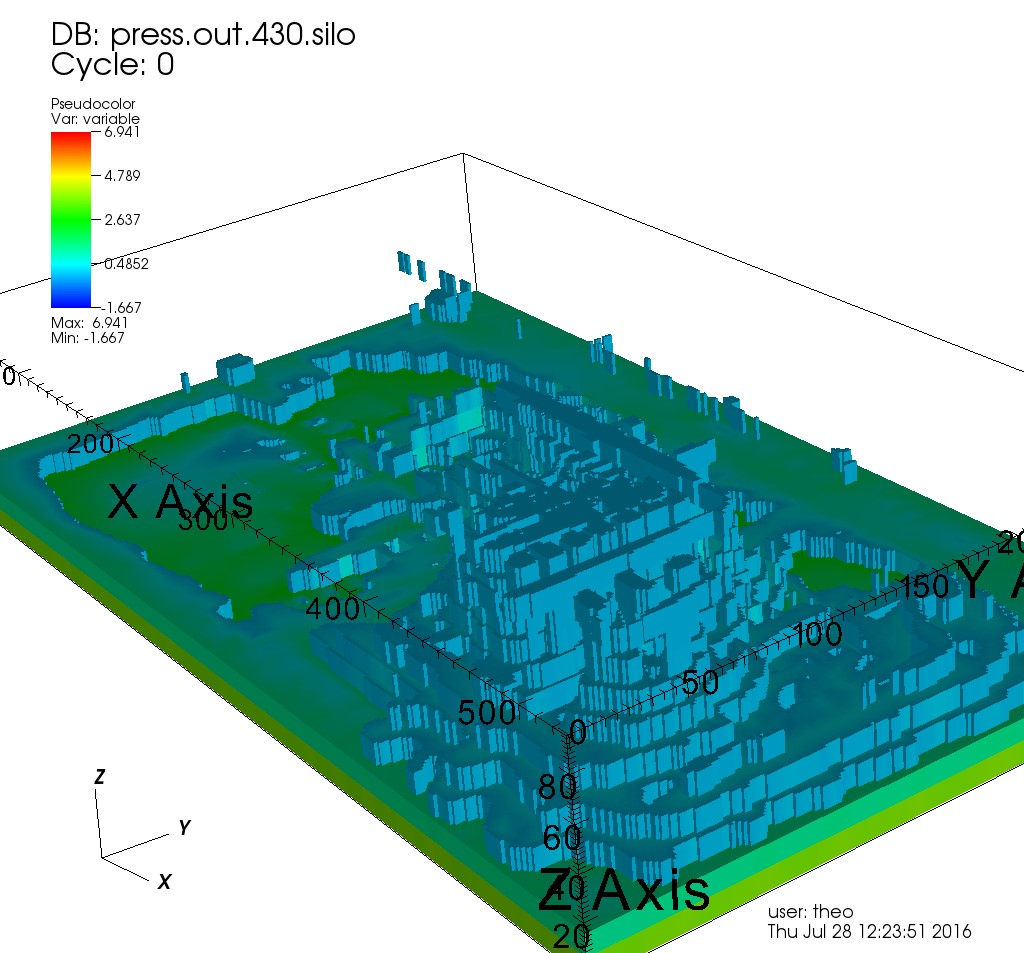 DB: press.out.430.silo
Cycle: 0
Pseudocolor
Var: variable
6.941
4.789
2.637
0.4852
-1.667
Max: 6.941
Min: -1.667
0
200
X Axis
300
400
500
0
50
100
150
20
Y A
80
60
40
Z Axis
20
Z
Y
X
user: theo
Thu Jul 28 12:23:51 2016